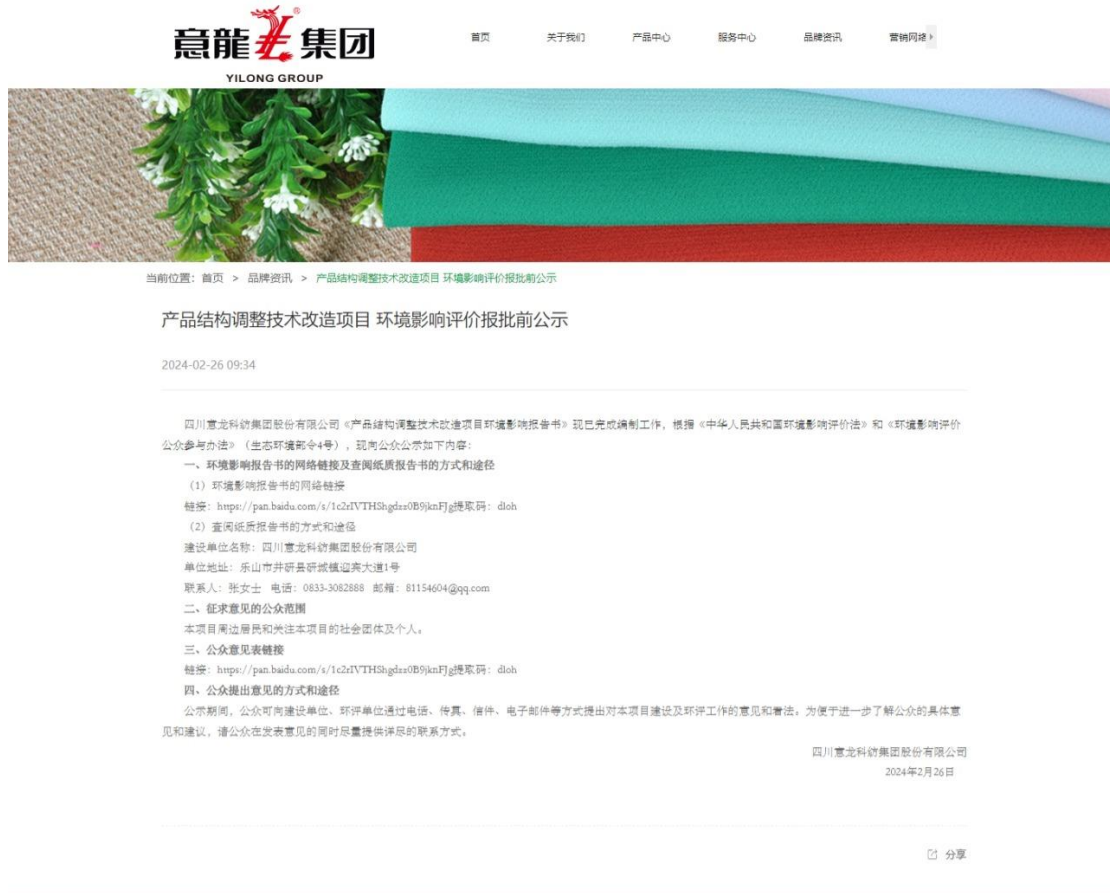 意龍集团
®
YILONG GROUP
首页 关于我们 产品中心 服务中心 品牌资讯 营销网络
当前位置：首页 > 品牌资讯 > 产品结构调整技术改造项目 环境影响评价报批前公示
产品结构调整技术改造项目 环境影响评价报批前公示
2024-02-26 09:34
四川意龙科纺集团股份有限公司《产品结构调整技术改造项目环境影响报告书》现已完成编制工作，根据《中华人民共和国环境影响评价法》和《环境影响评价
公众参与办法》（生态环境部令4号），现向公众公示如下内容：
一、环境影响报告书的网络链接及查阅纸质报告书的方式和途径
（1）环境影响报告书的网络链接
链接：https://pan.baidu.com/s/1c2rIVTHShgdzz0B9jknFJg提取码：dloh
（2）查阅纸质报告书的方式和途径
建设单位名称：四川意龙科纺集团股份有限公司
单位地址：乐山市井研县研城镇迎宾大道1号
联系人：张女士 电话：0833-3082888 邮箱：81154604@qq.com
二、征求意见的公众范围
本项目周边居民和关注本项目的社会团体及个人。
三、公众意见表链接
链接：https://pan.baidu.com/s/1c2rIVTHShgdzz0B9jknFJg提取码：dloh
四、公众提出意见的方式和途径
公示期间，公众可向建设单位、环评单位通过电话、传真、信件、电子邮件等方式提出对本项目建设及环评工作的意见和看法。为便于进一步了解公众的具体意
见和建议，请公众在发表意见的同时尽量提供详尽的联系方式。
四川意龙科纺集团股份有限公司
2024年2月26日
分享